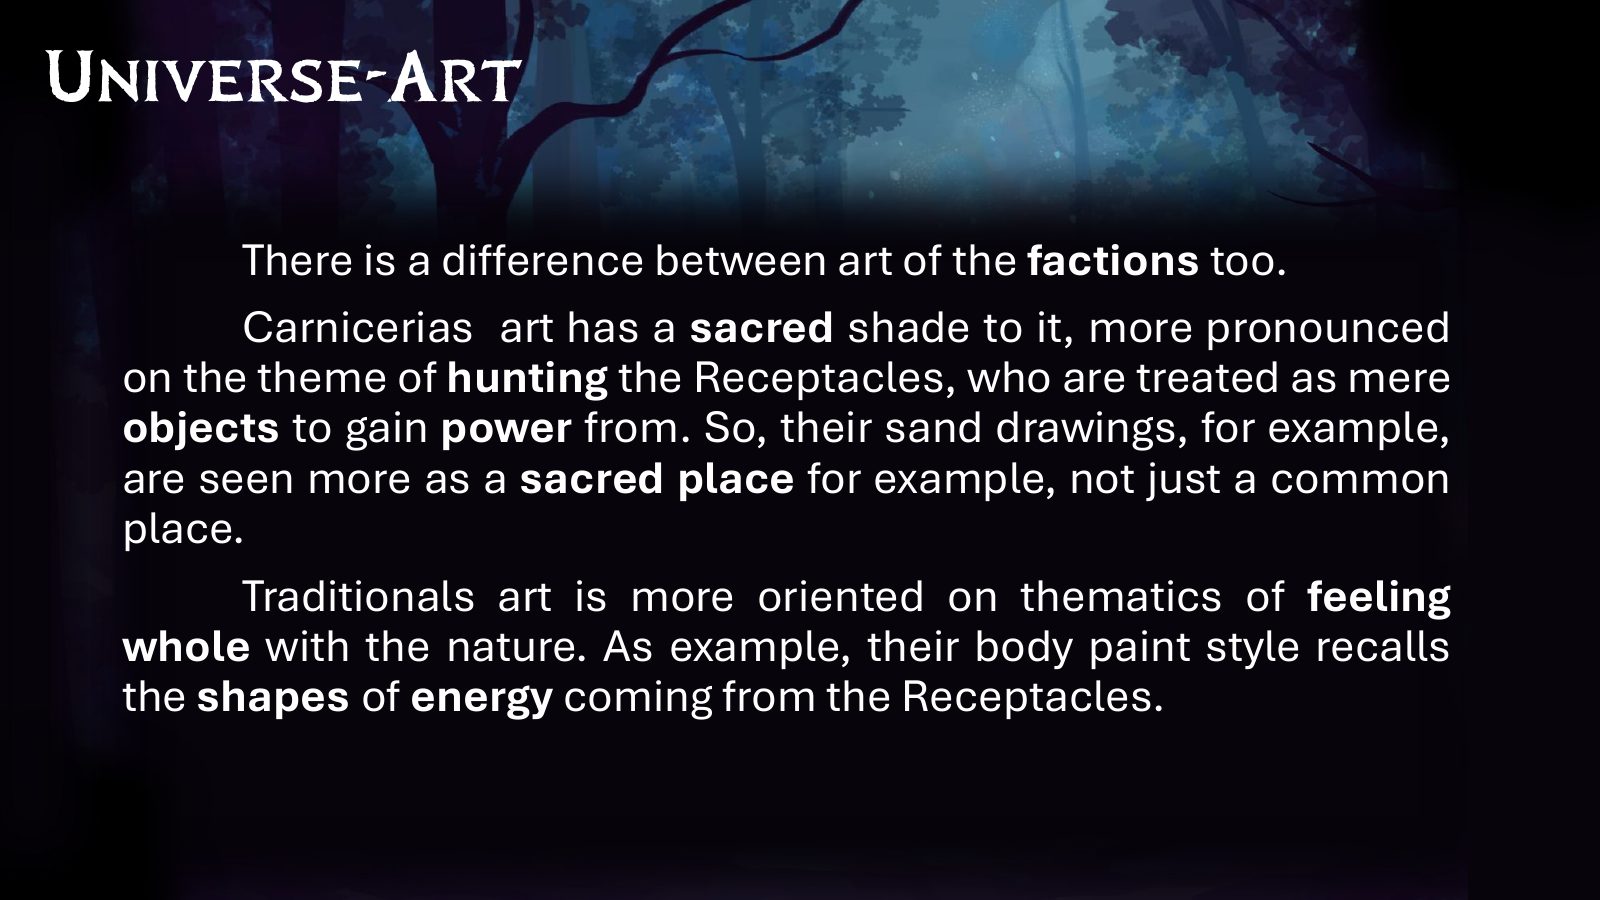 Universe-Art
There is a difference between art of the factions too.
Carnicerias  art has a sacred shade to it, more pronounced
on the theme of hunting the Receptacles, who are treated as mere
objects to gain power from. So, their sand drawings, for example,
are seen more as a sacred place for example, not just a common
place.
Traditionals art is more oriented on thematics of feeling
whole with the nature. As example, their body paint style recalls
the shapes of energy coming from the Receptacles.